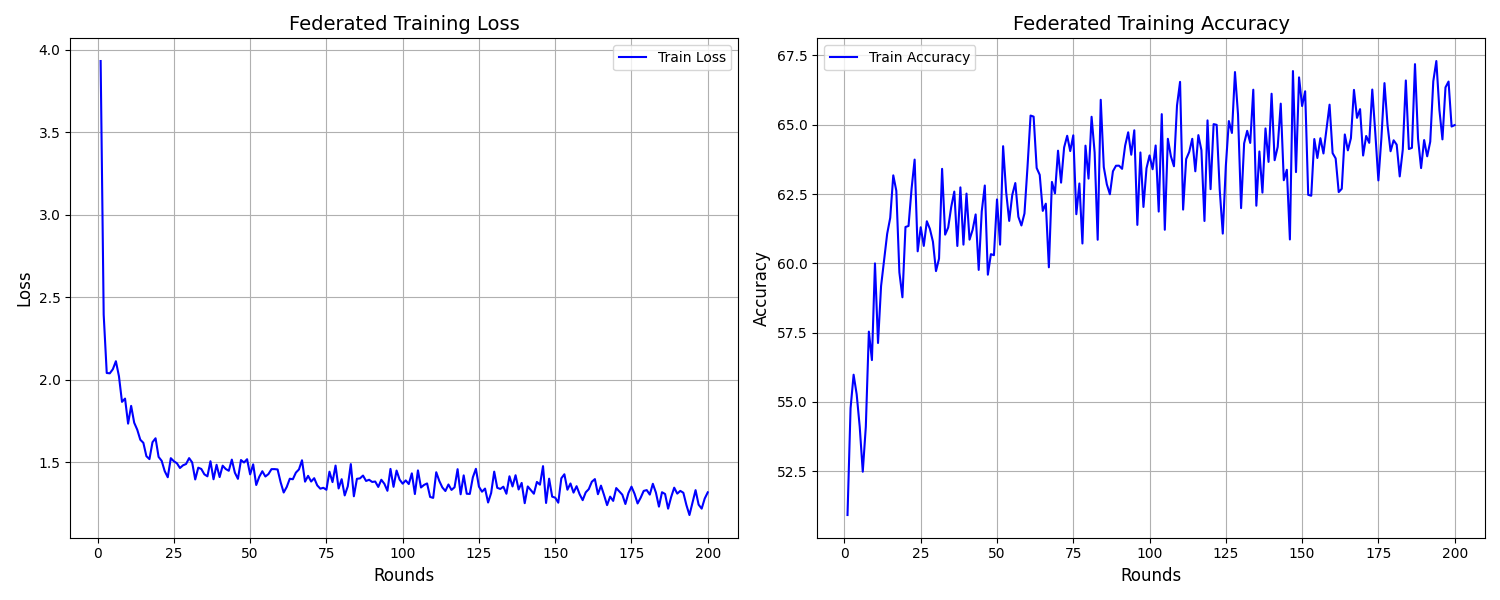 Federated Training Loss
4.0
3.5
3.0
2.5
2.0
1.5
Loss
Train Loss
0 25 50 75 100 125 150 175 200
Rounds
Federated Training Accuracy
67.5
65.0
62.5
60.0
57.5
55.0
52.5
Accuracy
Train Accuracy
0 25 50 75 100 125 150 175 200
Rounds